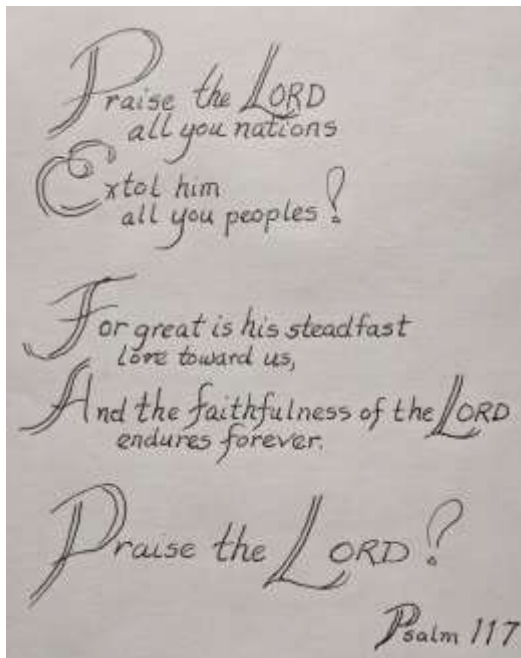 Praise the LORD
all you nations
Extol him
all you peoples!
For great is his steadfast
love toward us,
And the faithfulness of the LORD
endures forever.
Praise the LORD!
Psalm 117